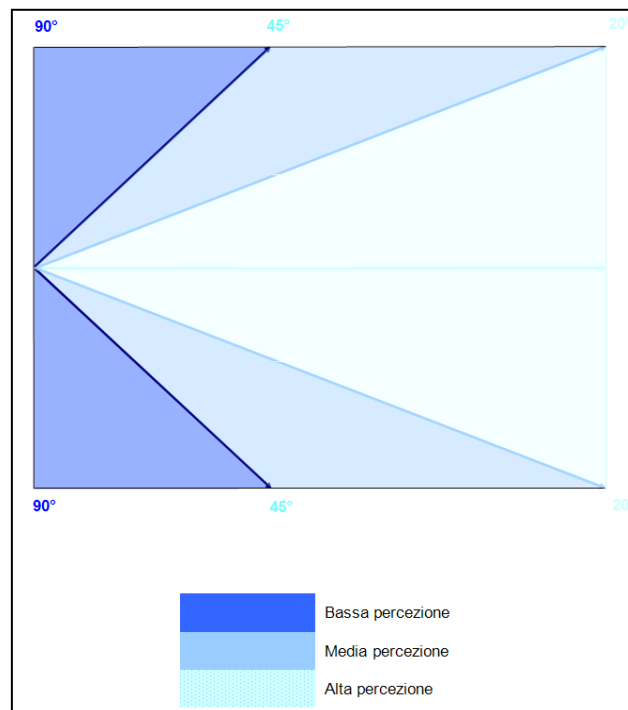 90° 45° 20°
90° 45° 20°
Bassa percezione
Media percezione
Alta percezione